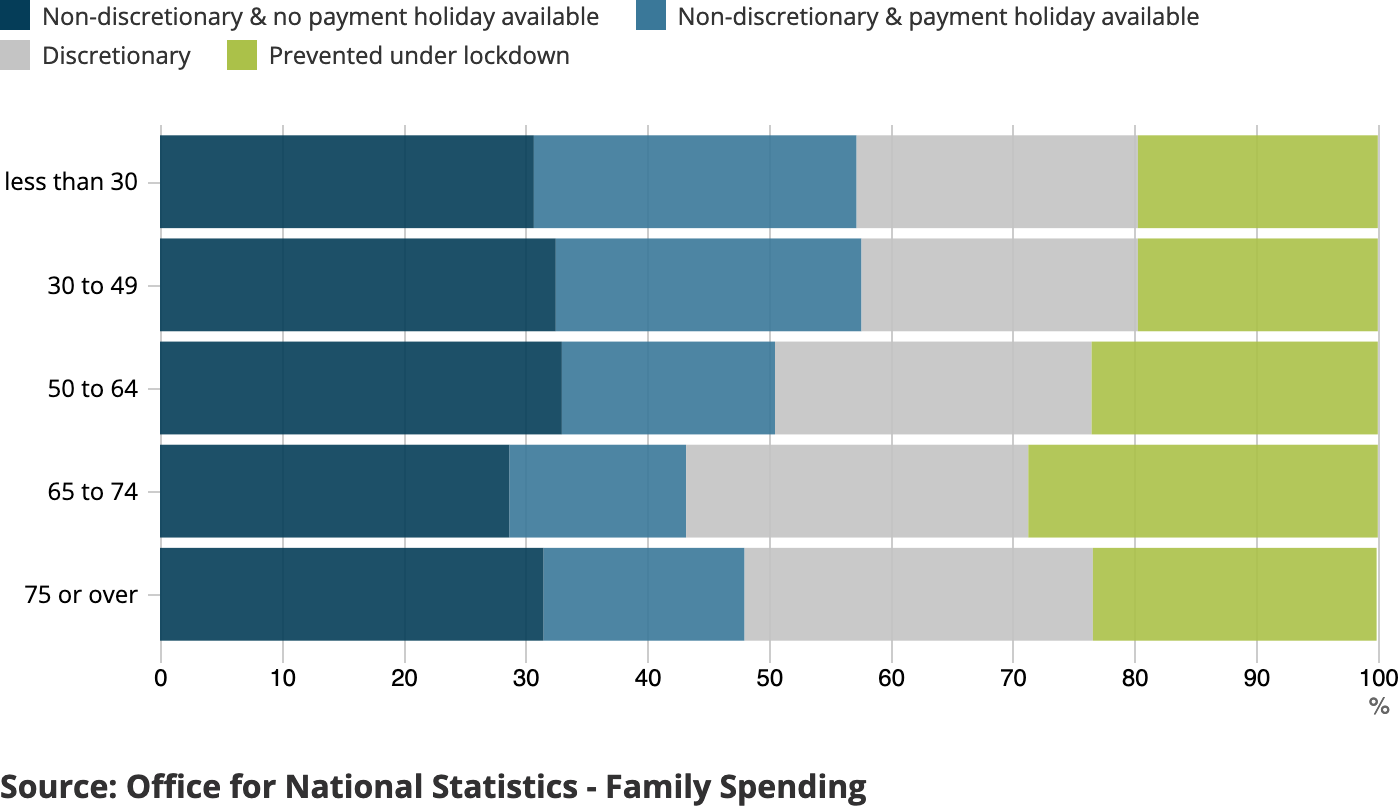 Non-discretionary & no payment holiday available
Non-discretionary & payment holiday available
Discretionary
Prevented under lockdown
less than 30
30 to 49
50 to 64
65 to 74
75 or over
0 10 20 30 40 50 60 70 80 90 100
%
Source: Office for National Statistics - Family Spending